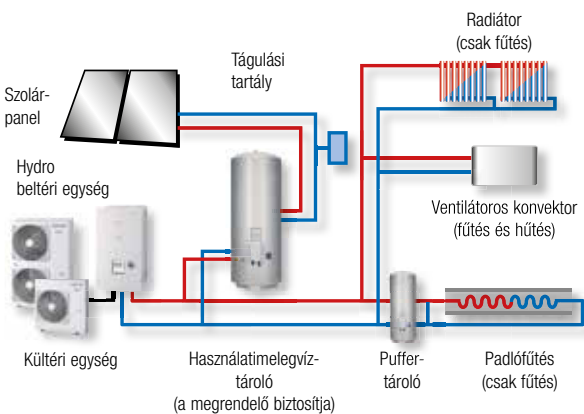 Radiátor
(csak fűtés)
Tágulási
tartály
Szolár-
panel
Hydro
beltéri egység
Ventilátoros konvektor
(fűtés és hűtés)
Kültéri egység
Használatimelegvíz-
tároló
(a megrendelő biztosítja)
Puffer-
tároló
Padlófűtés
(csak fűtés)